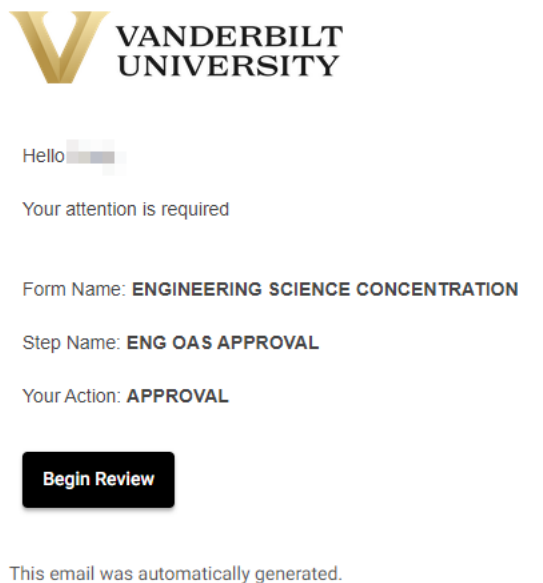 VANDERBILT
UNIVERSITY
Hello
Your attention is required
Form Name: ENGINEERING SCIENCE CONCENTRATION
Step Name: ENG OAS APPROVAL
Your Action: APPROVAL
Begin Review
This email was automatically generated.